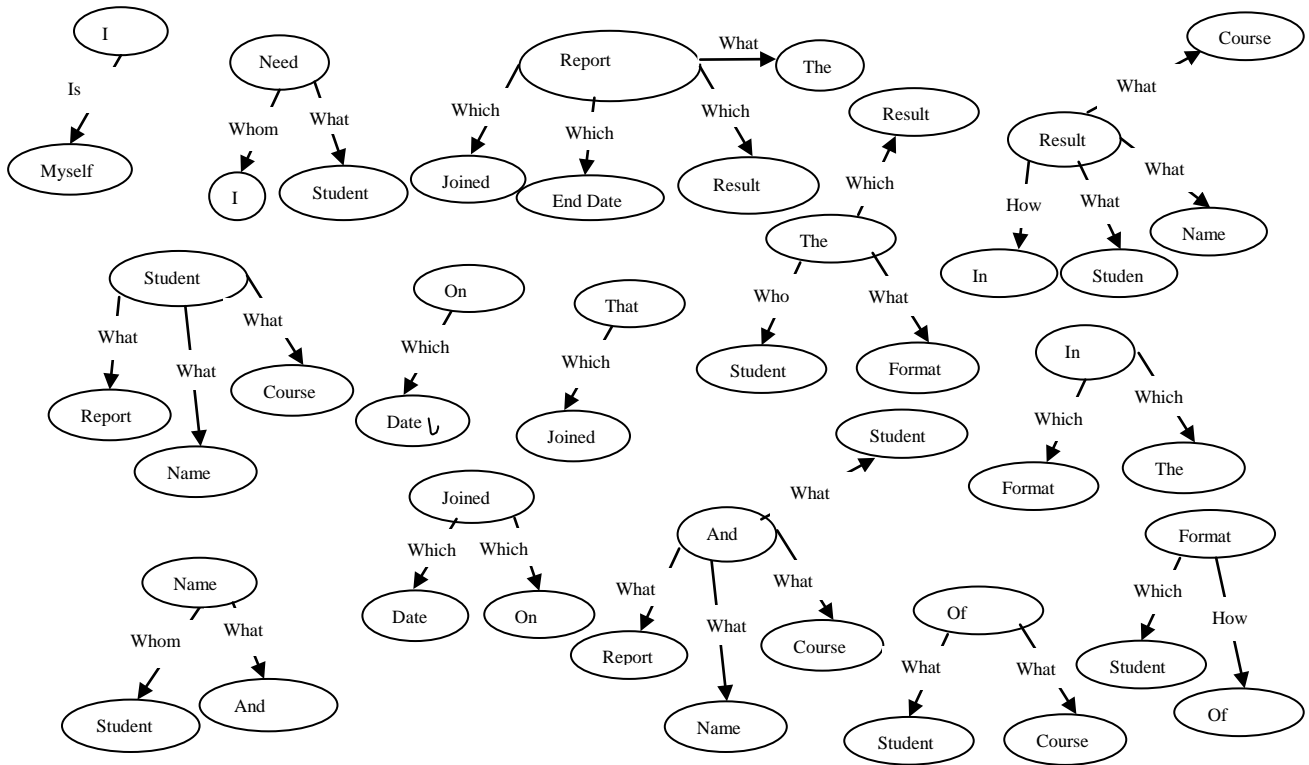 I
Is
Myself
Need
Whom
What
I
Student
Report
What
The
Which
Which
Which
Joined
End Date
Result
Result
Which
The
Who
What
Student
Format
Course
What
Result
How
What
What
In
Studen
Name
Student
What
What
What
Report
Name
Course
On
Which
Date
That
Which
Joined
In
Which
Which
Format
The
Joined
Which
Which
Date
On
Student
What
And
What
What
What
Report
Name
Course
Format
Which
How
Student
Of
Name
Whom
What
Student
And
Of
What
What
Student
Course